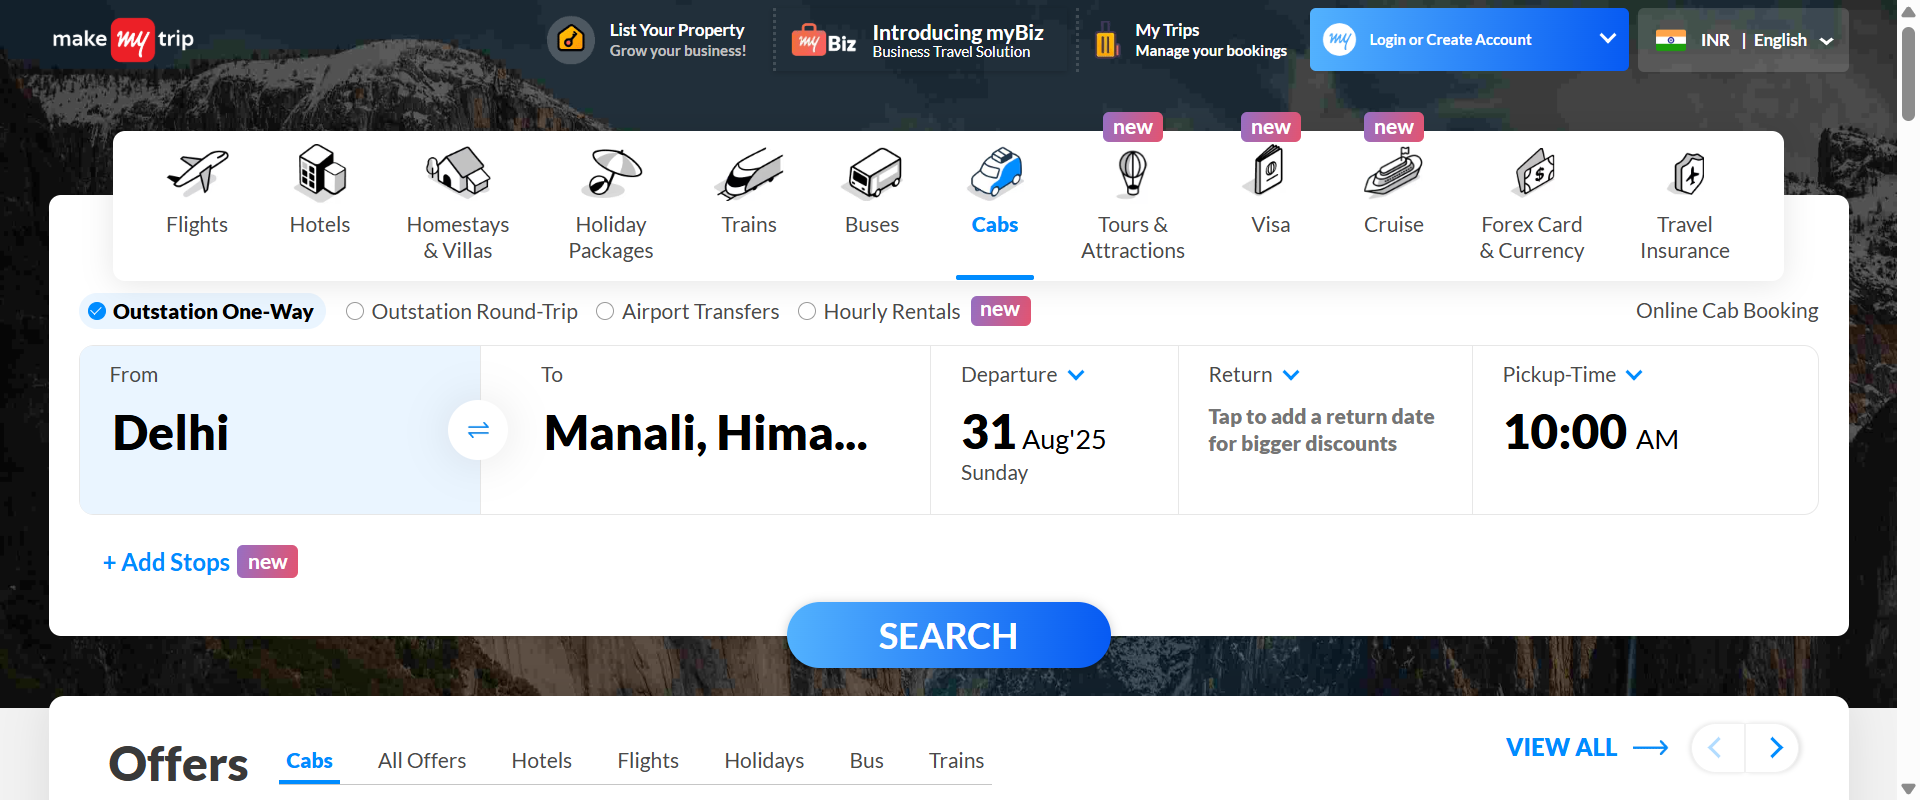 make my trip
List Your Property
Grow your business!
my Biz
Introducing myBiz
Business Travel Solution
My Trips
Manage your bookings
my
Login or Create Account
INR | English
new
new
new
Flights
Hotels
Homestays
& Villas
Holiday
Packages
Trains
Buses
Cabs
Tours &
Attractions
Visa
Cruise
Forex Card
& Currency
Travel
Insurance
Outstation One-Way
Outstation Round-Trip
Airport Transfers
Hourly Rentals
new
Online Cab Booking
From
Delhi
To
Manali, Hima...
Departure
31 Aug'25
Sunday
Return
Tap to add a return date
for bigger discounts
Pickup-Time
10:00 AM
+ Add Stops new
SEARCH
Offers
Cabs
All Offers
Hotels
Flights
Holidays
Bus
Trains
VIEW ALL